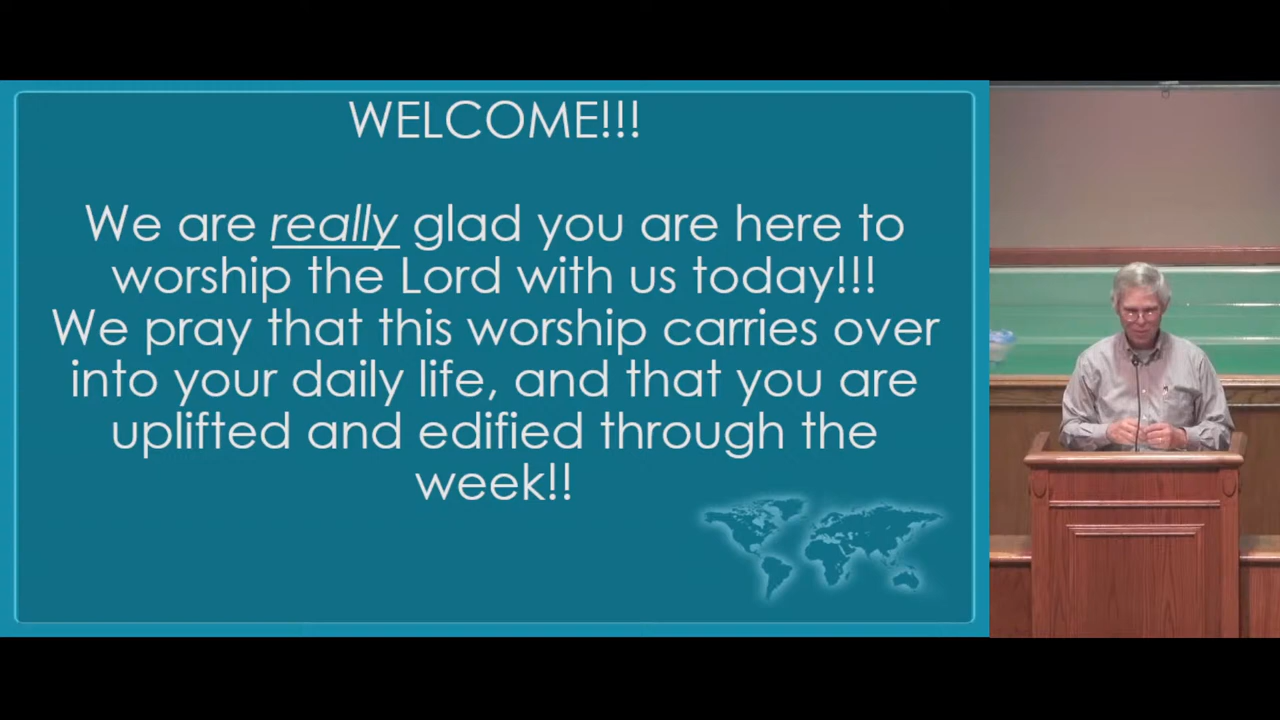 WELCOME!!!
We are really glad you are here to
worship the Lord with us today!!!
We pray that this worship carries over
into your daily life, and that you are
uplifted and edified through the
week!!